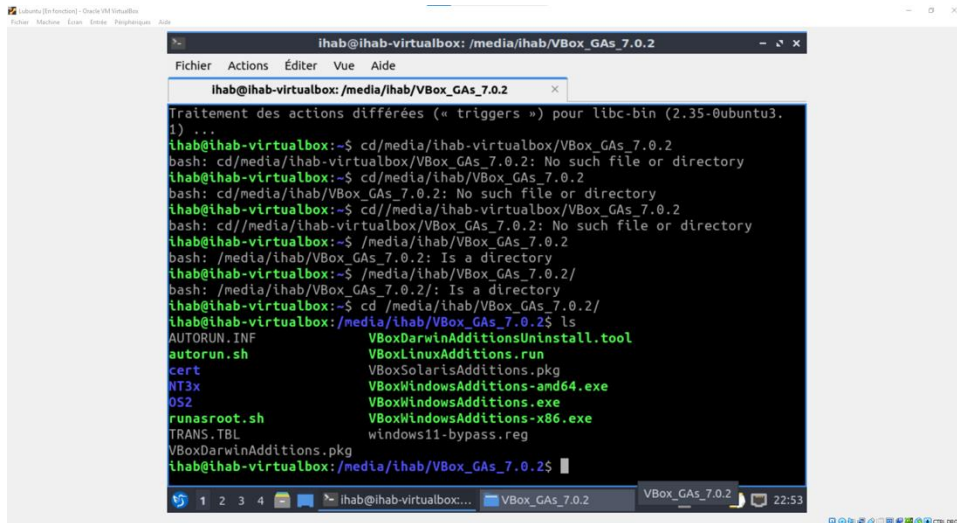 Lubuntu [En fonction] - Oracle VM VirtualBox
Fichier Machine Écran Entrée Périphériques Aide
ihab@ihab-virtualbox: /media/ihab/VBox_GAs_7.0.2
Fichier Actions Éditer Vue Aide
ihab@ihab-virtualbox: /media/ihab/VBox_GAs_7.0.2
Traitement des actions différées (« triggers ») pour libc-bin (2.35-0ubuntu3.
1) ...
ihab@ihab-virtualbox:~$ cd/media/ihab-virtualbox/VBox_GAs_7.0.2
bash: cd/media/ihab-virtualbox/VBox_GAs_7.0.2: No such file or directory
ihab@ihab-virtualbox:~$ cd/media/ihab/VBox_GAs_7.0.2
bash: cd/media/ihab/VBox_GAs_7.0.2: No such file or directory
ihab@ihab-virtualbox:~$ cd//media/ihab-virtualbox/VBox_GAs_7.0.2
bash: cd//media/ihab-virtualbox/VBox_GAs_7.0.2: No such file or directory
ihab@ihab-virtualbox:~$ /media/ihab/VBox_GAs_7.0.2
bash: /media/ihab/VBox_GAs_7.0.2: Is a directory
ihab@ihab-virtualbox:~$ /media/ihab/VBox_GAs_7.0.2/
bash: /media/ihab/VBox_GAs_7.0.2/: Is a directory
ihab@ihab-virtualbox:~$ cd /media/ihab/VBox_GAs_7.0.2/
ihab@ihab-virtualbox:/media/ihab/VBox_GAs_7.0.2$ ls
AUTORUN.INF VBoxDarwinAdditionsUninstall.tool
autorun.sh VBoxLinuxAdditions.run
cert VBoxSolarisAdditions.pkg
NT3x VBoxWindowsAdditions-amd64.exe
OS2 VBoxWindowsAdditions.exe
runasroot.sh VBoxWindowsAdditions-x86.exe
TRANS.TBL windows11-bypass.reg
VBoxDarwinAdditions.pkg
ihab@ihab-virtualbox:/media/ihab/VBox_GAs_7.0.2$
1 2 3 4 ihab@ihab-virtualbox:... VBox_GAs_7.0.2 VBox_GAs_7.0.2 22:53